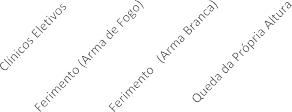 Clínicos Eletivos
Ferimento (Arma de Fogo)
Ferimento (Arma Branca)
Queda da Própria Altura